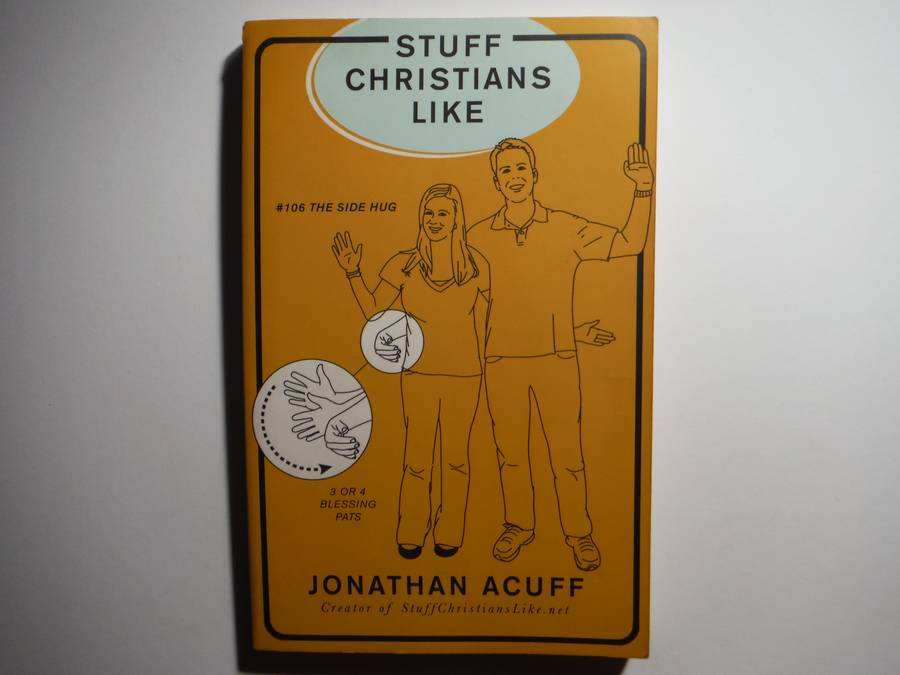 STUFF
CHRISTIANS
LIKE
#106 THE SIDE HUG
3 OR 4
BLESSING
PATS
JONATHAN ACUFF
Creator of StuffChristiansLike.net